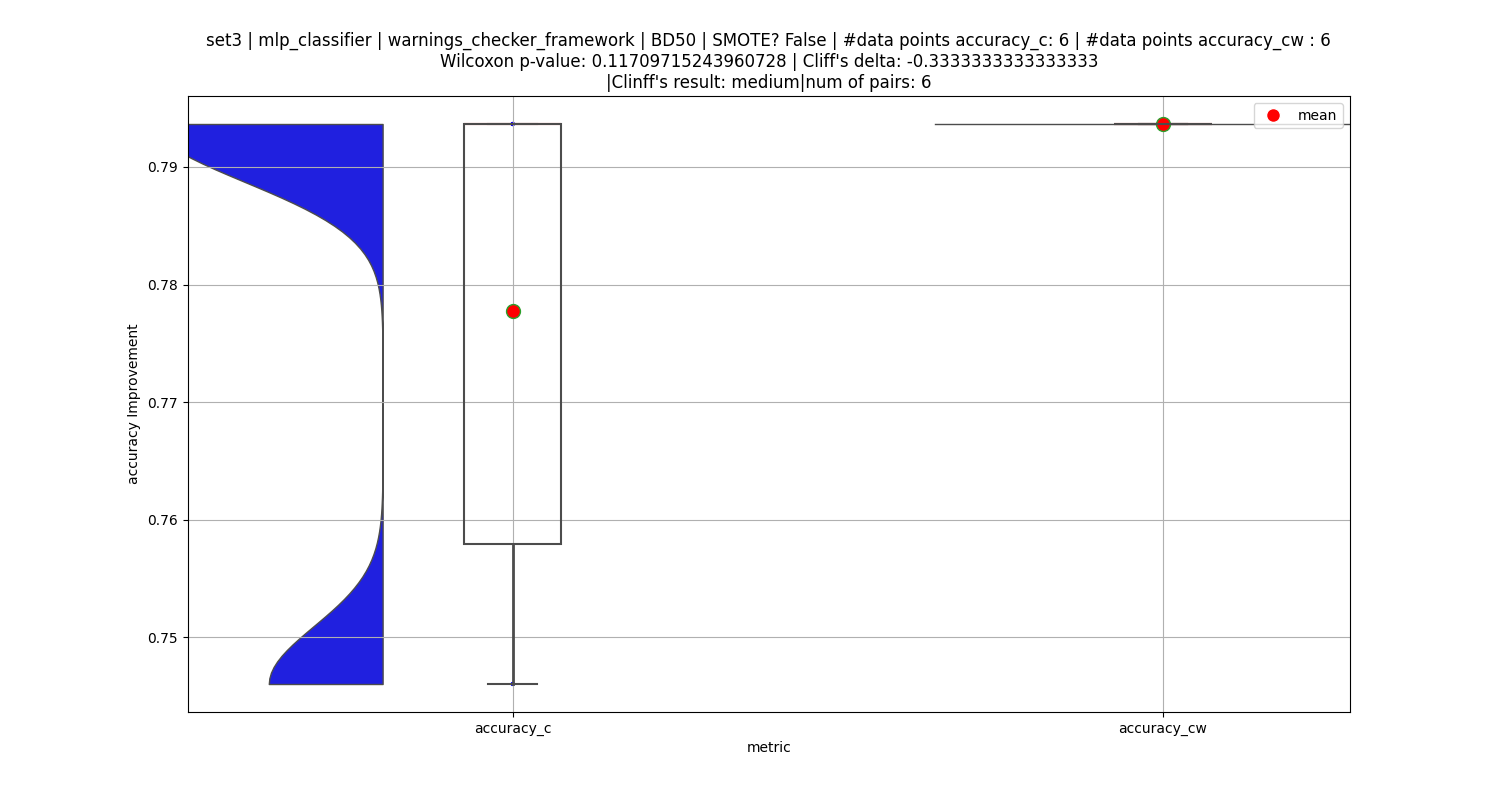 set3 | mlp_classifier | warnings_checker_framework | BD50 | SMOTE? False | #data points accuracy_c: 6 | #data points accuracy_cw : 6
Wilcoxon p-value: 0.11709715243960728 | Cliff's delta: -0.3333333333333333
|Clinff's result: medium|num of pairs: 6
mean
0.79
0.78
0.77
0.76
0.75
accuracy Improvement
accuracy_c
accuracy_cw
metric